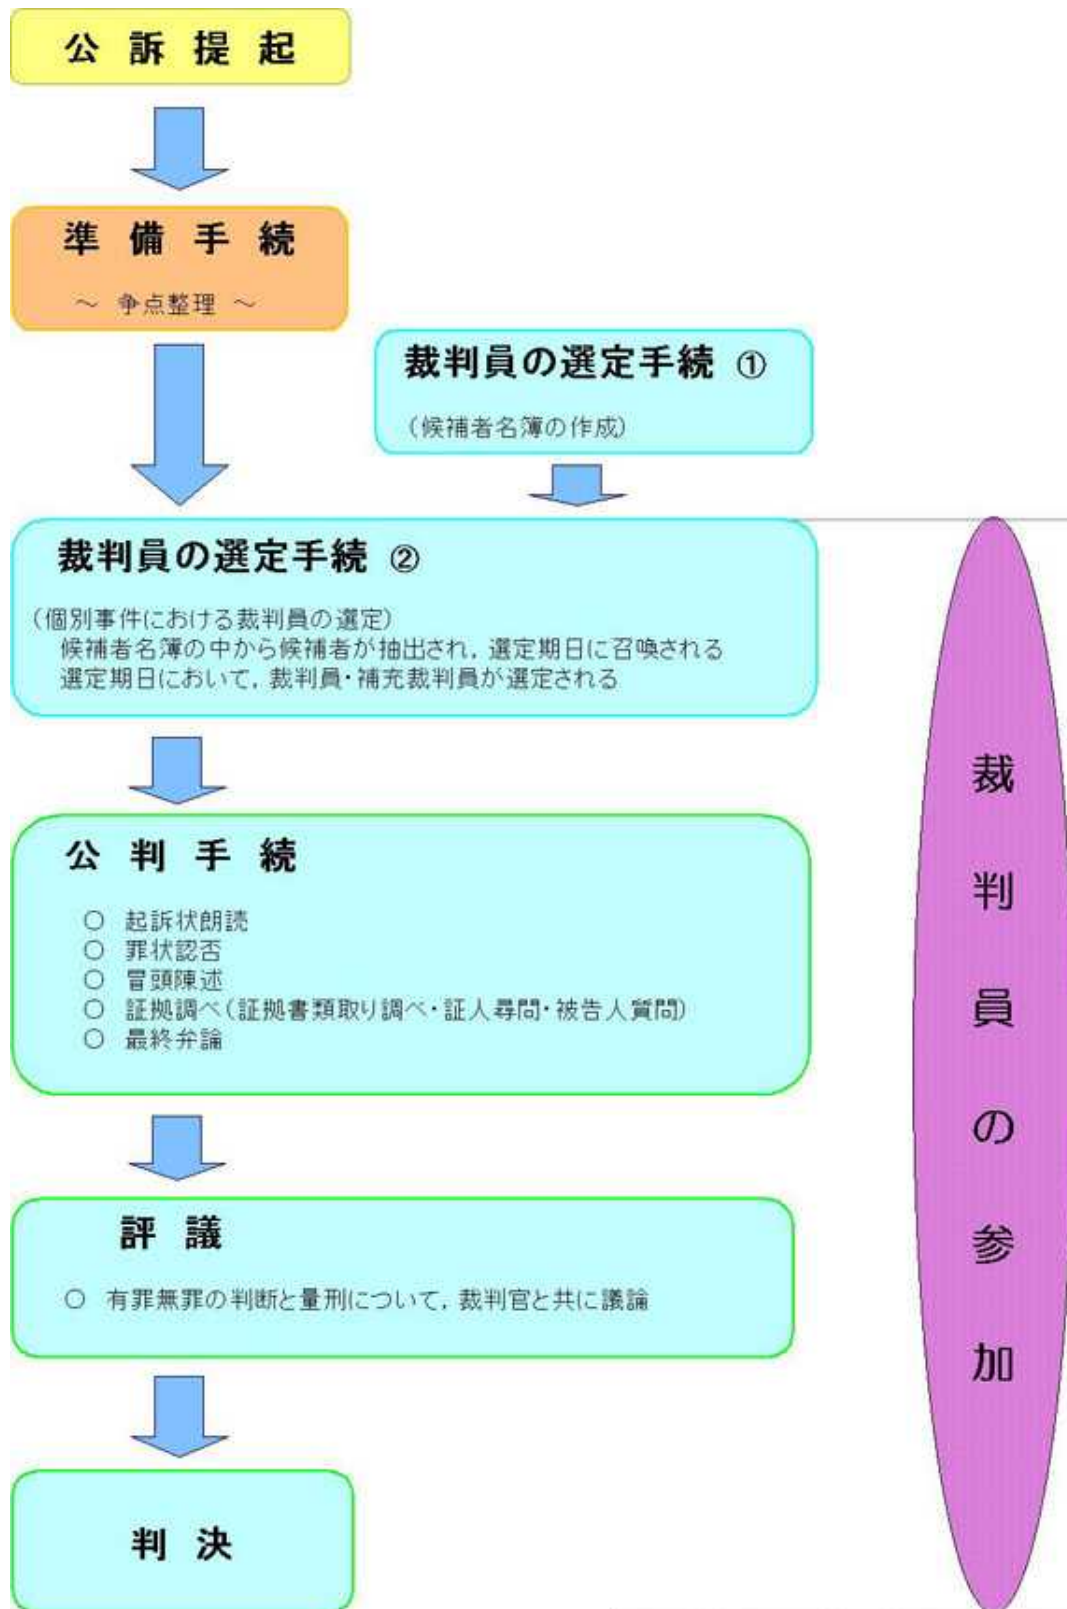 公訴提起
準備手続
～ 争点整理 ～
裁判員の選定手続 ①
（候補者名簿の作成）
裁判員の選定手続 ②
（個別事件における裁判員の選定）
候補者名簿の中から候補者が抽出され，選定期日に召喚される
選定期日において，裁判員・補充裁判員が選定される
公判手続
○ 起訴状朗読
○ 罪状認否
○ 冒頭陳述
○ 証拠調べ（証拠書類取り調べ・証人尋問・被告人質問）
○ 最終弁論
評議
○ 有罪無罪の判断と量刑について，裁判官と共に議論
判決
裁判員の参加